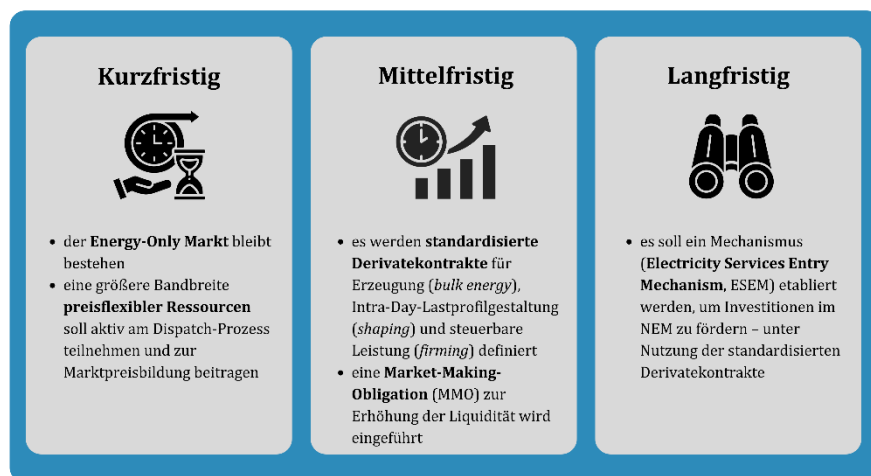 Kurzfristig
• der Energy-Only Markt bleibt
bestehen
• eine größere Bandbreite
preisflexibler Ressourcen
soll aktiv am Dispatch-Prozess
teilnehmen und zur
Marktpreisbildung beitragen
Mittelfristig
• es werden standardisierte
Derivatekontrakte für
Erzeugung (bulk energy),
Intra-Day-Lastprofilgestaltung
(shaping) und steuerbare
Leistung (firming) definiert
• eine Market-Making-
Obligation (MMO) zur
Erhöhung der Liquidität wird
eingeführt
Langfristig
• es soll ein Mechanismus
(Electricity Services Entry
Mechanism, ESEM) etabliert
werden, um Investitionen im
NEM zu fördern – unter
Nutzung der standardisierten
Derivatekontrakte